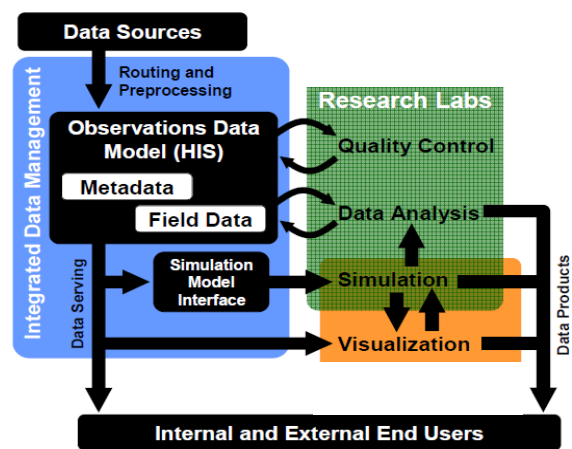 Data Sources
Integrated Data Management
Routing and
Preprocessing
Research Labs
Observations Data
Model (HIS)
Metadata
Field Data
Quality Control
Data Analysis
Data Serving
Simulation
Model
Interface
Simulation
Visualization
Data Products
Internal and External End Users